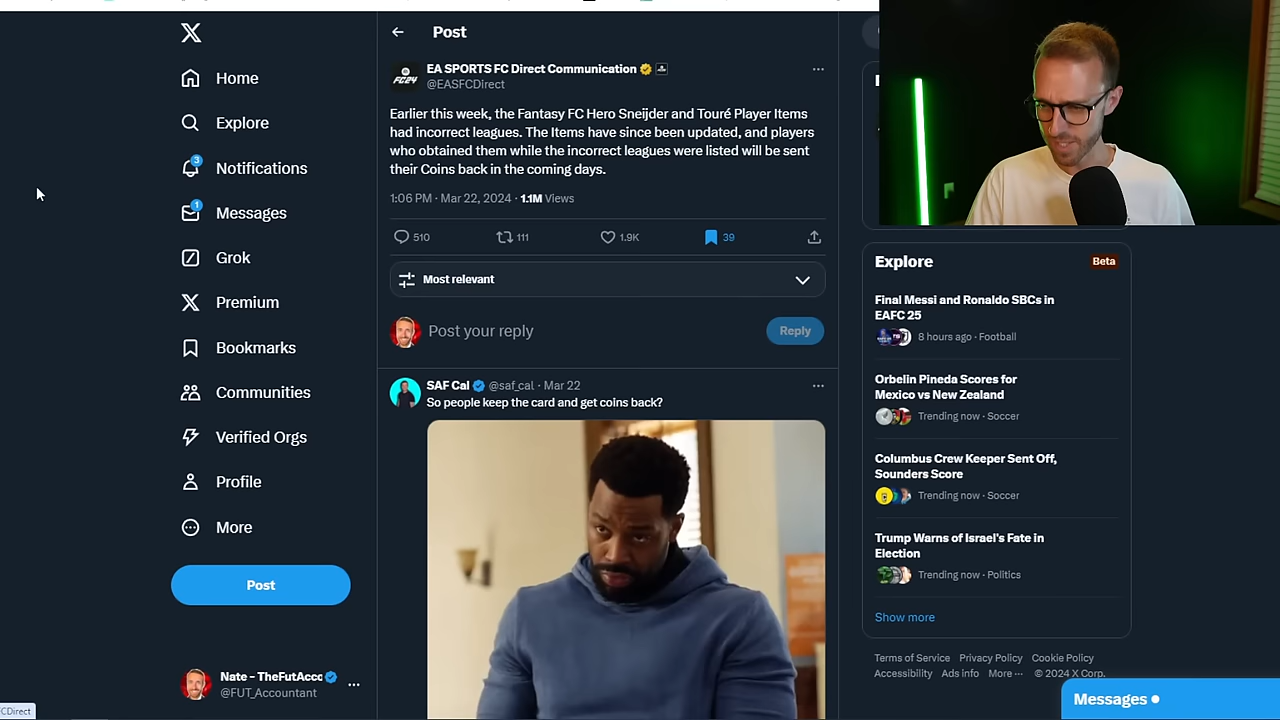 Home
Explore
3
Notifications
1
Messages
Grok
Premium
Bookmarks
Communities
Verified Orgs
Profile
More
Post
Nate - TheFutAcc
@FUT_Accountant
CDirect
Post
FC24
EA SPORTS FC Direct Communication
@EASFCDirect
Earlier this week, the Fantasy FC Hero Sneijder and Touré Player Items
had incorrect leagues. The Items have since been updated, and players
who obtained them while the incorrect leagues were listed will be sent
their Coins back in the coming days.
1:06 PM · Mar 22, 2024 · 1.1M Views
510
111
1.9K
39
Most relevant
Post your reply
Reply
SAF Cal @saf_cal · Mar 22
So people keep the card and get coins back?
Explore
Beta
Final Messi and Ronaldo SBCs in
EAFC 25
8 hours ago · Football
Orbelin Pineda Scores for
Mexico vs New Zealand
Trending now · Soccer
Columbus Crew Keeper Sent Off,
Sounders Score
Trending now · Soccer
Trump Warns of Israel's Fate in
Election
Trending now · Politics
Show more
Terms of Service Privacy Policy Cookie Policy
Accessibility Ads info More ··· © 2024 X Corp.
Messages